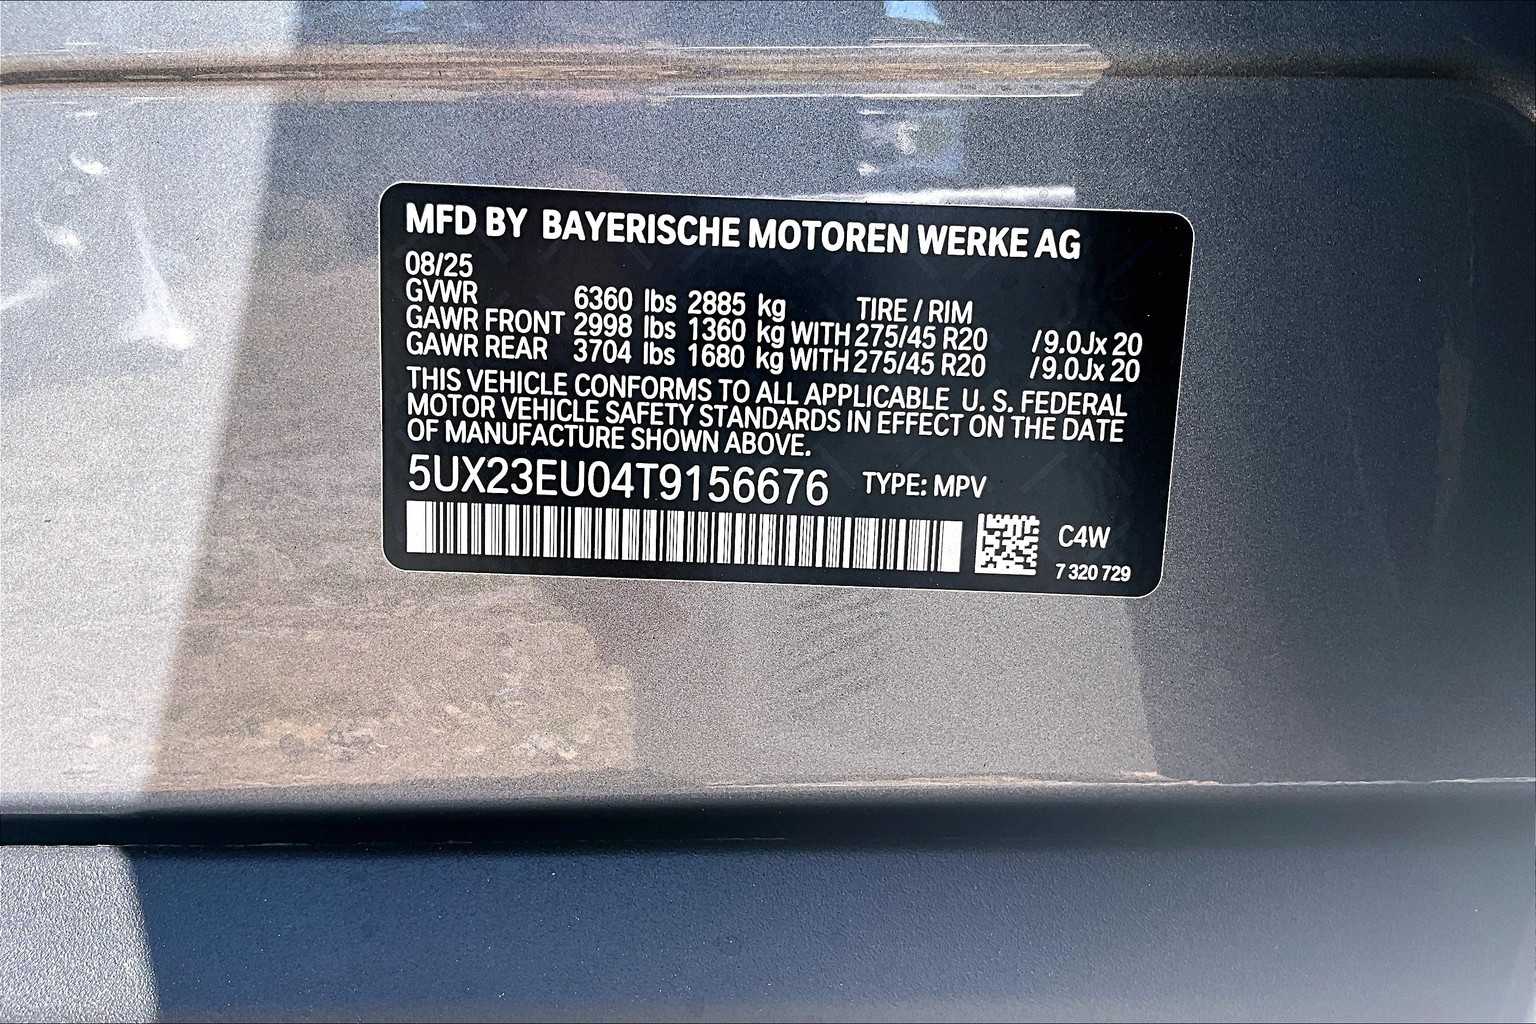 MFD BY BAYERISCHE MOTOREN WERKE AG
08/25
GVWR 6360 lbs 2885 kg TIRE / RIM
GAWR FRONT 2998 lbs 1360 kg WITH 275/45 R20 /9.0Jx 20
GAWR REAR 3704 lbs 1680 kg WITH 275/45 R20 /9.0Jx 20
THIS VEHICLE CONFORMS TO ALL APPLICABLE U. S. FEDERAL
MOTOR VEHICLE SAFETY STANDARDS IN EFFECT ON THE DATE
OF MANUFACTURE SHOWN ABOVE.
5UX23EU04T9156676 TYPE: MPV
C4W
7 320 729